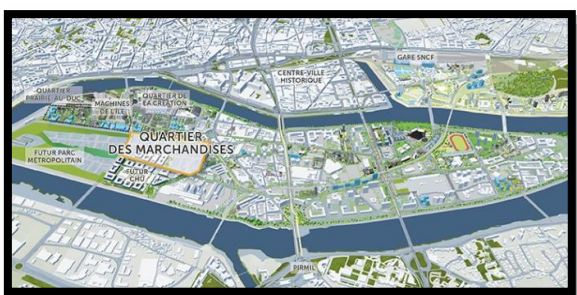 GARE SNCF
CENTRE-VILLE
HISTORIQUE
QUARTIER
PRAIRIE-AU-DUC
MACHINES
DE L'ÎLE
QUARTIER DE
LA CRÉATION
QUARTIER
DES MARCHANDISES
FUTUR PARC
MÉTROPOLITAIN
FUTUR
CHU
PIRMIL